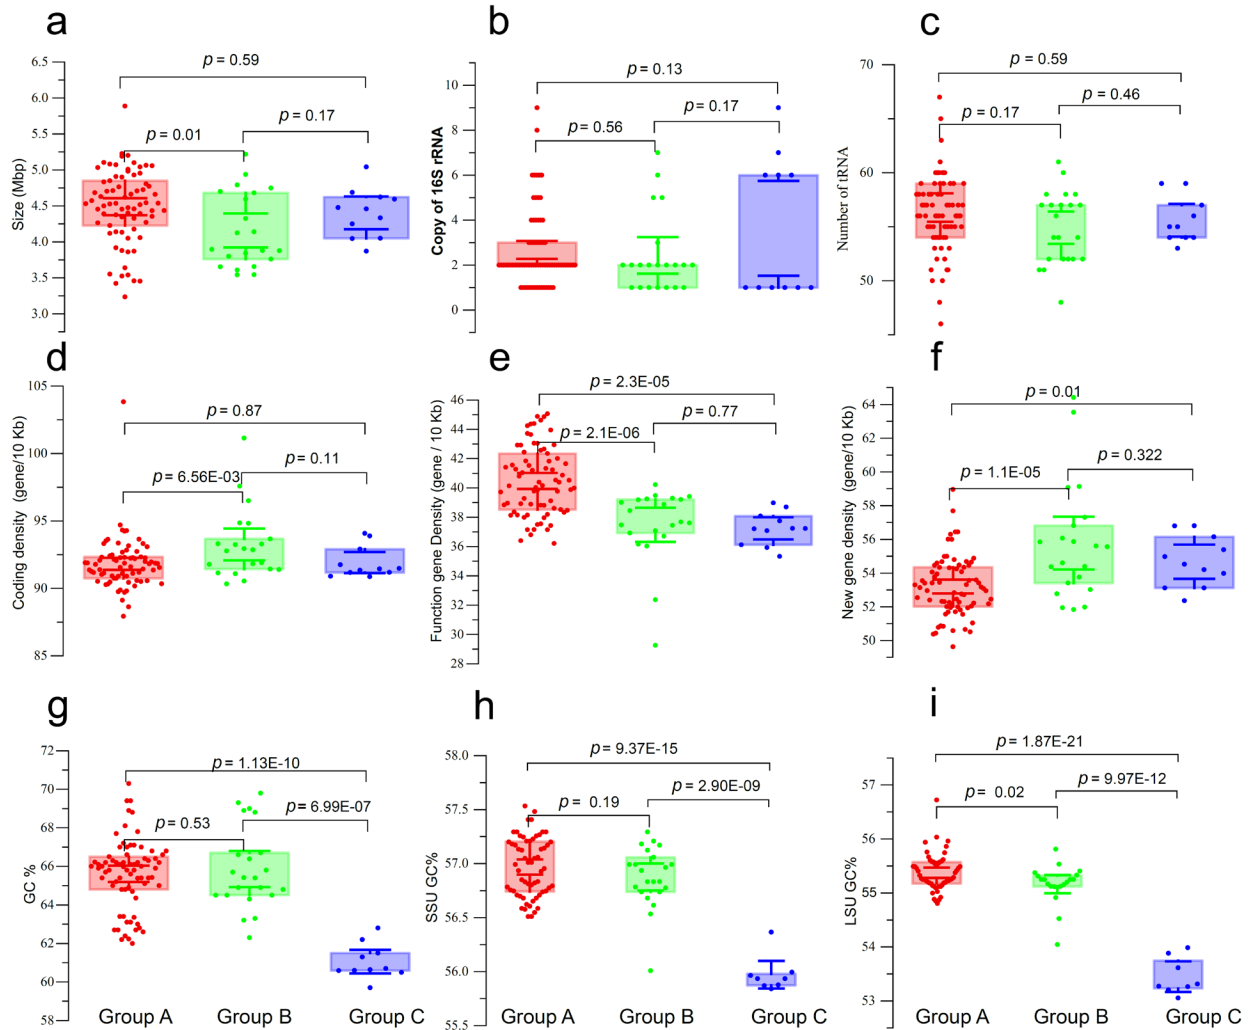 a
b
c
p = 0.59
p = 0.01
p = 0.17
Size (Mbp)
6.5
6.0
5.5
5.0
4.5
4.0
3.5
3.0
p = 0.13
p = 0.56
p = 0.17
Copy of 16S rRNA
10
8
6
4
2
0
p = 0.59
p = 0.17
p = 0.46
Number of tRNA
70
60
50
d
e
f
p = 0.87
p = 6.56E-03
p = 0.11
Coding density (gene/10 Kb)
105
100
95
90
85
p = 2.3E-05
p = 2.1E-06
p = 0.77
Function gene Density (gene / 10 Kb)
46
44
42
40
38
36
34
32
30
28
p = 0.01
p = 1.1E-05
p = 0.322
New gene density (gene/10 Kb)
64
62
60
58
56
54
52
50
g
h
i
p = 1.13E-10
p = 0.53
p = 6.99E-07
GC %
72
70
68
66
64
62
60
58
Group A
Group B
Group C
p = 9.37E-15
p = 0.19
p = 2.90E-09
SSU GC%
58.0
57.5
57.0
56.5
56.0
55.5
Group A
Group B
Group C
p = 1.87E-21
p = 0.02
p = 9.97E-12
LSU GC%
57
56
55
54
53
Group A
Group B
Group C